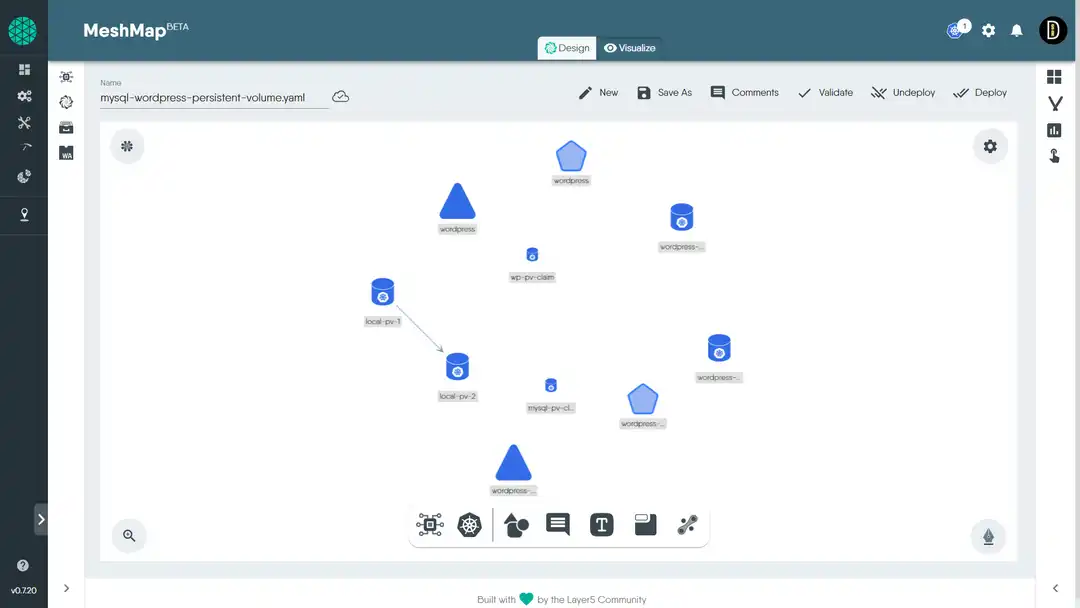 MeshMap BETA
1
Design
Visualize
Name
mysql-wordpress-persistent-volume.yaml
New
Save As
Comments
Validate
Undeploy
Deploy
WA
wordpress
wordpress
wordpress-...
wp-pv-claim
local-pv-1
wordpress-...
local-pv-2
mysql-pv-cl...
wordpress-...
wordpress-...
T
v0.7.20
Built with by the Layer5 Community